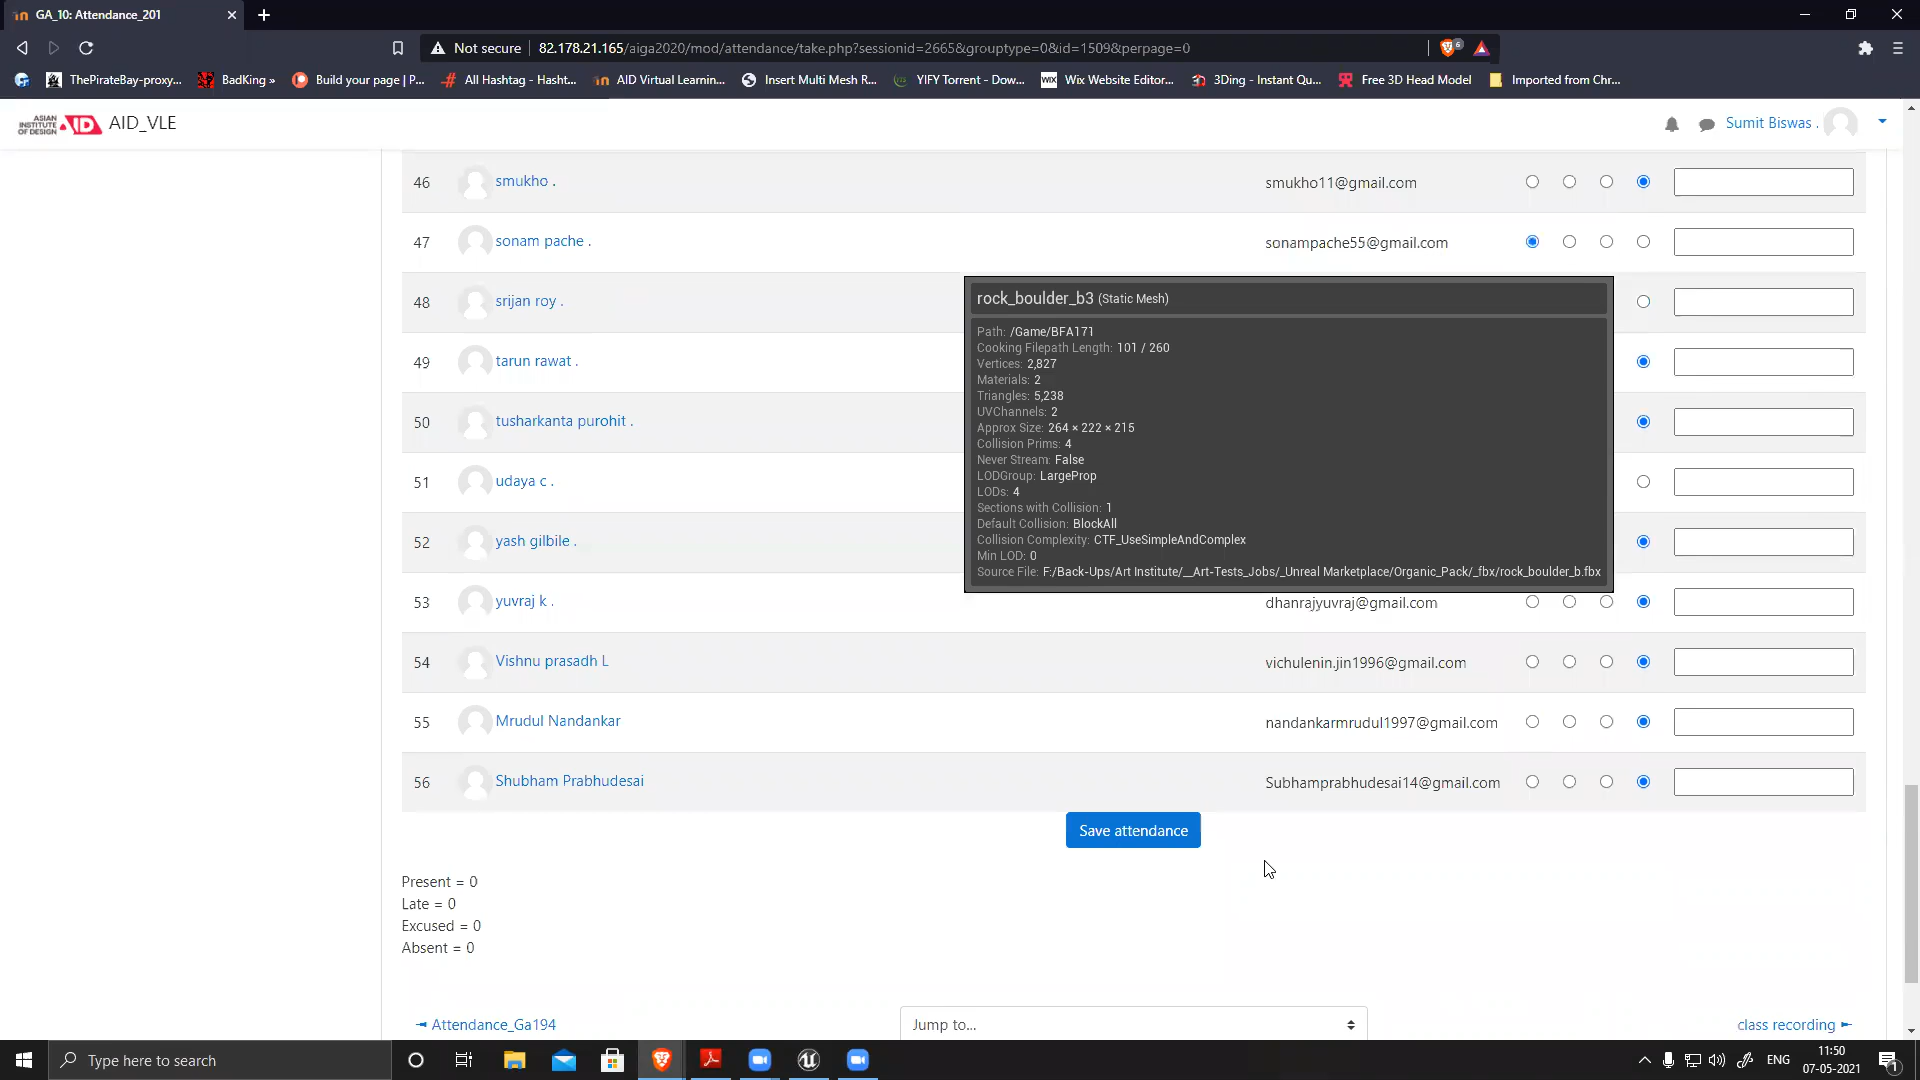 GA_10: Attendance_201
Not secure 82.178.21.165/aiga2020/mod/attendance/take.php?sessionid=2665&grouptype=0&id=1509&perpage=0
ThePirateBay-proxy... BadKing » Build your page | P... All Hashtag - Hasht... AID Virtual Learnin... Insert Multi Mesh R... YIFY Torrent - Dow... WIX Wix Website Editor... 3Ding - Instant Qu... Free 3D Head Model Imported from Chr...
ASIAN INSTITUTE OF DESIGN AID AID_VLE Sumit Biswas .
46 smukho . smukho11@gmail.com
47 sonam pache . sonampache55@gmail.com
48 srijan roy .
49 tarun rawat .
50 tusharkanta purohit .
51 udaya c .
52 yash gilbile .
rock_boulder_b3 (Static Mesh)
Path: /Game/BFA171
Cooking Filepath Length: 101 / 260
Vertices: 2,827
Materials: 2
Triangles: 5,238
UVChannels: 2
Approx Size: 264 × 222 × 215
Collision Prims: 4
Never Stream: False
LODGroup: LargeProp
LODs: 4
Sections with Collision: 1
Default Collision: BlockAll
Collision Complexity: CTF_UseSimpleAndComplex
Min LOD: 0
Source File: F:/Back-Ups/Art Institute/__Art-Tests_Jobs/_Unreal Marketplace/Organic_Pack/_fbx/rock_boulder_b.fbx
53 yuvraj k . dhanrajyuvraj@gmail.com
54 Vishnu prasadh L vichulenin.jin1996@gmail.com
55 Mrudul Nandankar nandankarmrudul1997@gmail.com
56 Shubham Prabhudesai Subhamprabhudesai14@gmail.com
Save attendance
Present = 0
Late = 0
Excused = 0
Absent = 0
◄ Attendance_Ga194 Jump to... class recording ►
Type here to search ENG 11:50
07-05-2021